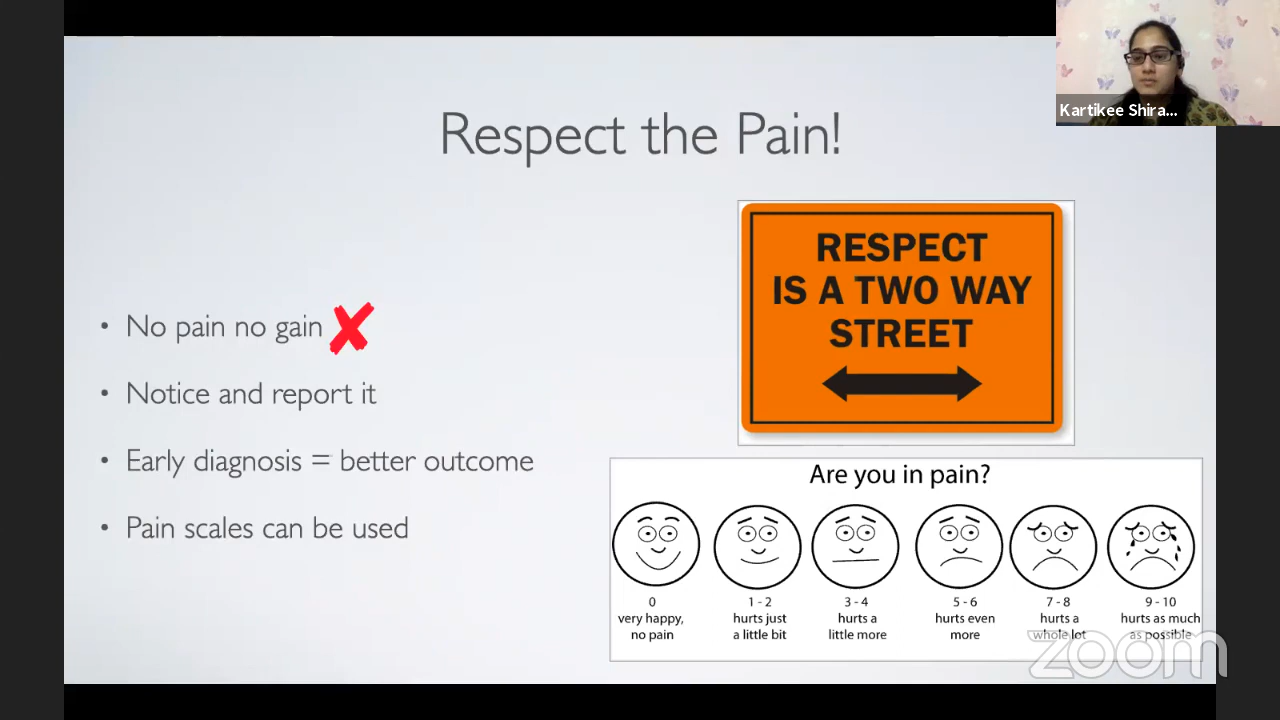 Kartikee Shira...
Respect the Pain!
• No pain no gain
• Notice and report it
• Early diagnosis = better outcome
• Pain scales can be used
RESPECT
IS A TWO WAY
STREET
Are you in pain?
0
very happy,
no pain
1 - 2
hurts just
a little bit
3 - 4
hurts a
little more
5 - 6
hurts even
more
7 - 8
hurts a
whole lot
9 - 10
hurts as much
as possible
zoom